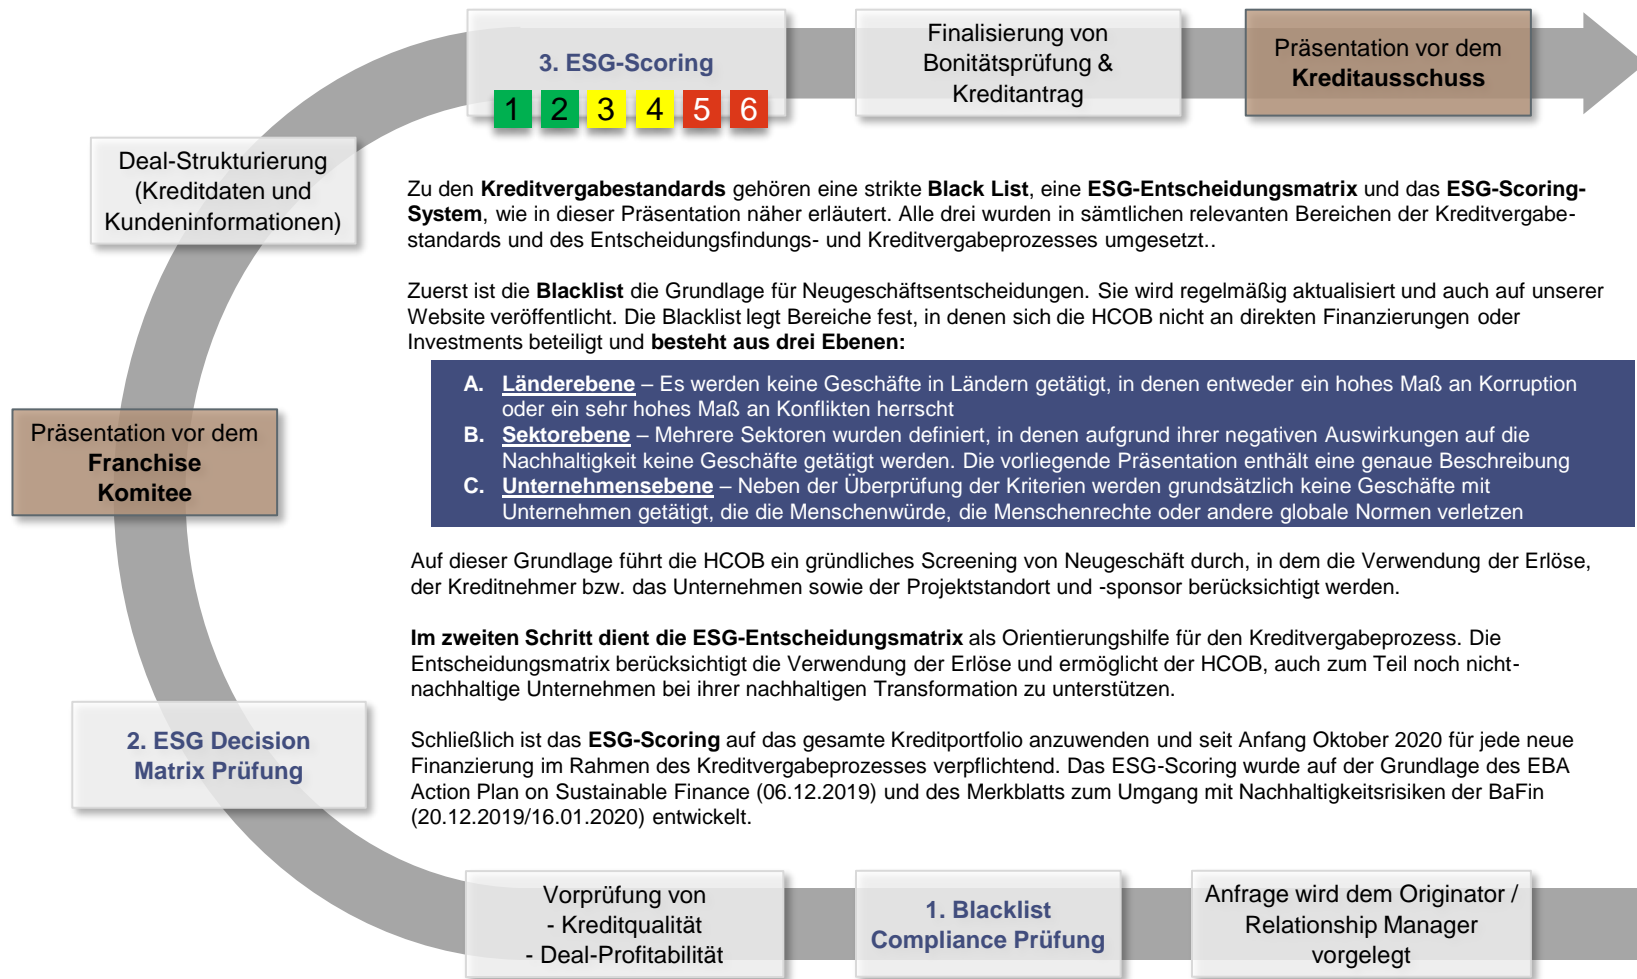 3. ESG-Scoring
1 2 3 4 5 6
Finalisierung von
Bonitätsprüfung &
Kreditantrag
Präsentation vor dem
Kreditausschuss
Deal-Strukturierung
(Kreditdaten und
Kundeninformationen)
Zu den Kreditvergabestandards gehören eine strikte Black List, eine ESG-Entscheidungsmatrix und das ESG-Scoring-
System, wie in dieser Präsentation näher erläutert. Alle drei wurden in sämtlichen relevanten Bereichen der Kreditvergabe-
standards und des Entscheidungsfindungs- und Kreditvergabeprozesses umgesetzt..
Zuerst ist die Blacklist die Grundlage für Neugeschäftsentscheidungen. Sie wird regelmäßig aktualisiert und auch auf unserer
Website veröffentlicht. Die Blacklist legt Bereiche fest, in denen sich die HCOB nicht an direkten Finanzierungen oder
Investments beteiligt und besteht aus drei Ebenen:
A. Länderebene – Es werden keine Geschäfte in Ländern getätigt, in denen entweder ein hohes Maß an Korruption
oder ein sehr hohes Maß an Konflikten herrscht
B. Sektorebene – Mehrere Sektoren wurden definiert, in denen aufgrund ihrer negativen Auswirkungen auf die
Nachhaltigkeit keine Geschäfte getätigt werden. Die vorliegende Präsentation enthält eine genaue Beschreibung
C. Unternehmensebene – Neben der Überprüfung der Kriterien werden grundsätzlich keine Geschäfte mit
Unternehmen getätigt, die die Menschenwürde, die Menschenrechte oder andere globale Normen verletzen
Präsentation vor dem
Franchise
Komitee
Auf dieser Grundlage führt die HCOB ein gründliches Screening von Neugeschäft durch, in dem die Verwendung der Erlöse,
der Kreditnehmer bzw. das Unternehmen sowie der Projektstandort und -sponsor berücksichtigt werden.
Im zweiten Schritt dient die ESG-Entscheidungsmatrix als Orientierungshilfe für den Kreditvergabeprozess. Die
Entscheidungsmatrix berücksichtigt die Verwendung der Erlöse und ermöglicht der HCOB, auch zum Teil noch nicht-
nachhaltige Unternehmen bei ihrer nachhaltigen Transformation zu unterstützen.
2. ESG Decision
Matrix Prüfung
Schließlich ist das ESG-Scoring auf das gesamte Kreditportfolio anzuwenden und seit Anfang Oktober 2020 für jede neue
Finanzierung im Rahmen des Kreditvergabeprozesses verpflichtend. Das ESG-Scoring wurde auf der Grundlage des EBA
Action Plan on Sustainable Finance (06.12.2019) und des Merkblatts zum Umgang mit Nachhaltigkeitsrisiken der BaFin
(20.12.2019/16.01.2020) entwickelt.
Vorprüfung von
- Kreditqualität
- Deal-Profitabilität
1. Blacklist
Compliance Prüfung
Anfrage wird dem Originator /
Relationship Manager
vorgelegt